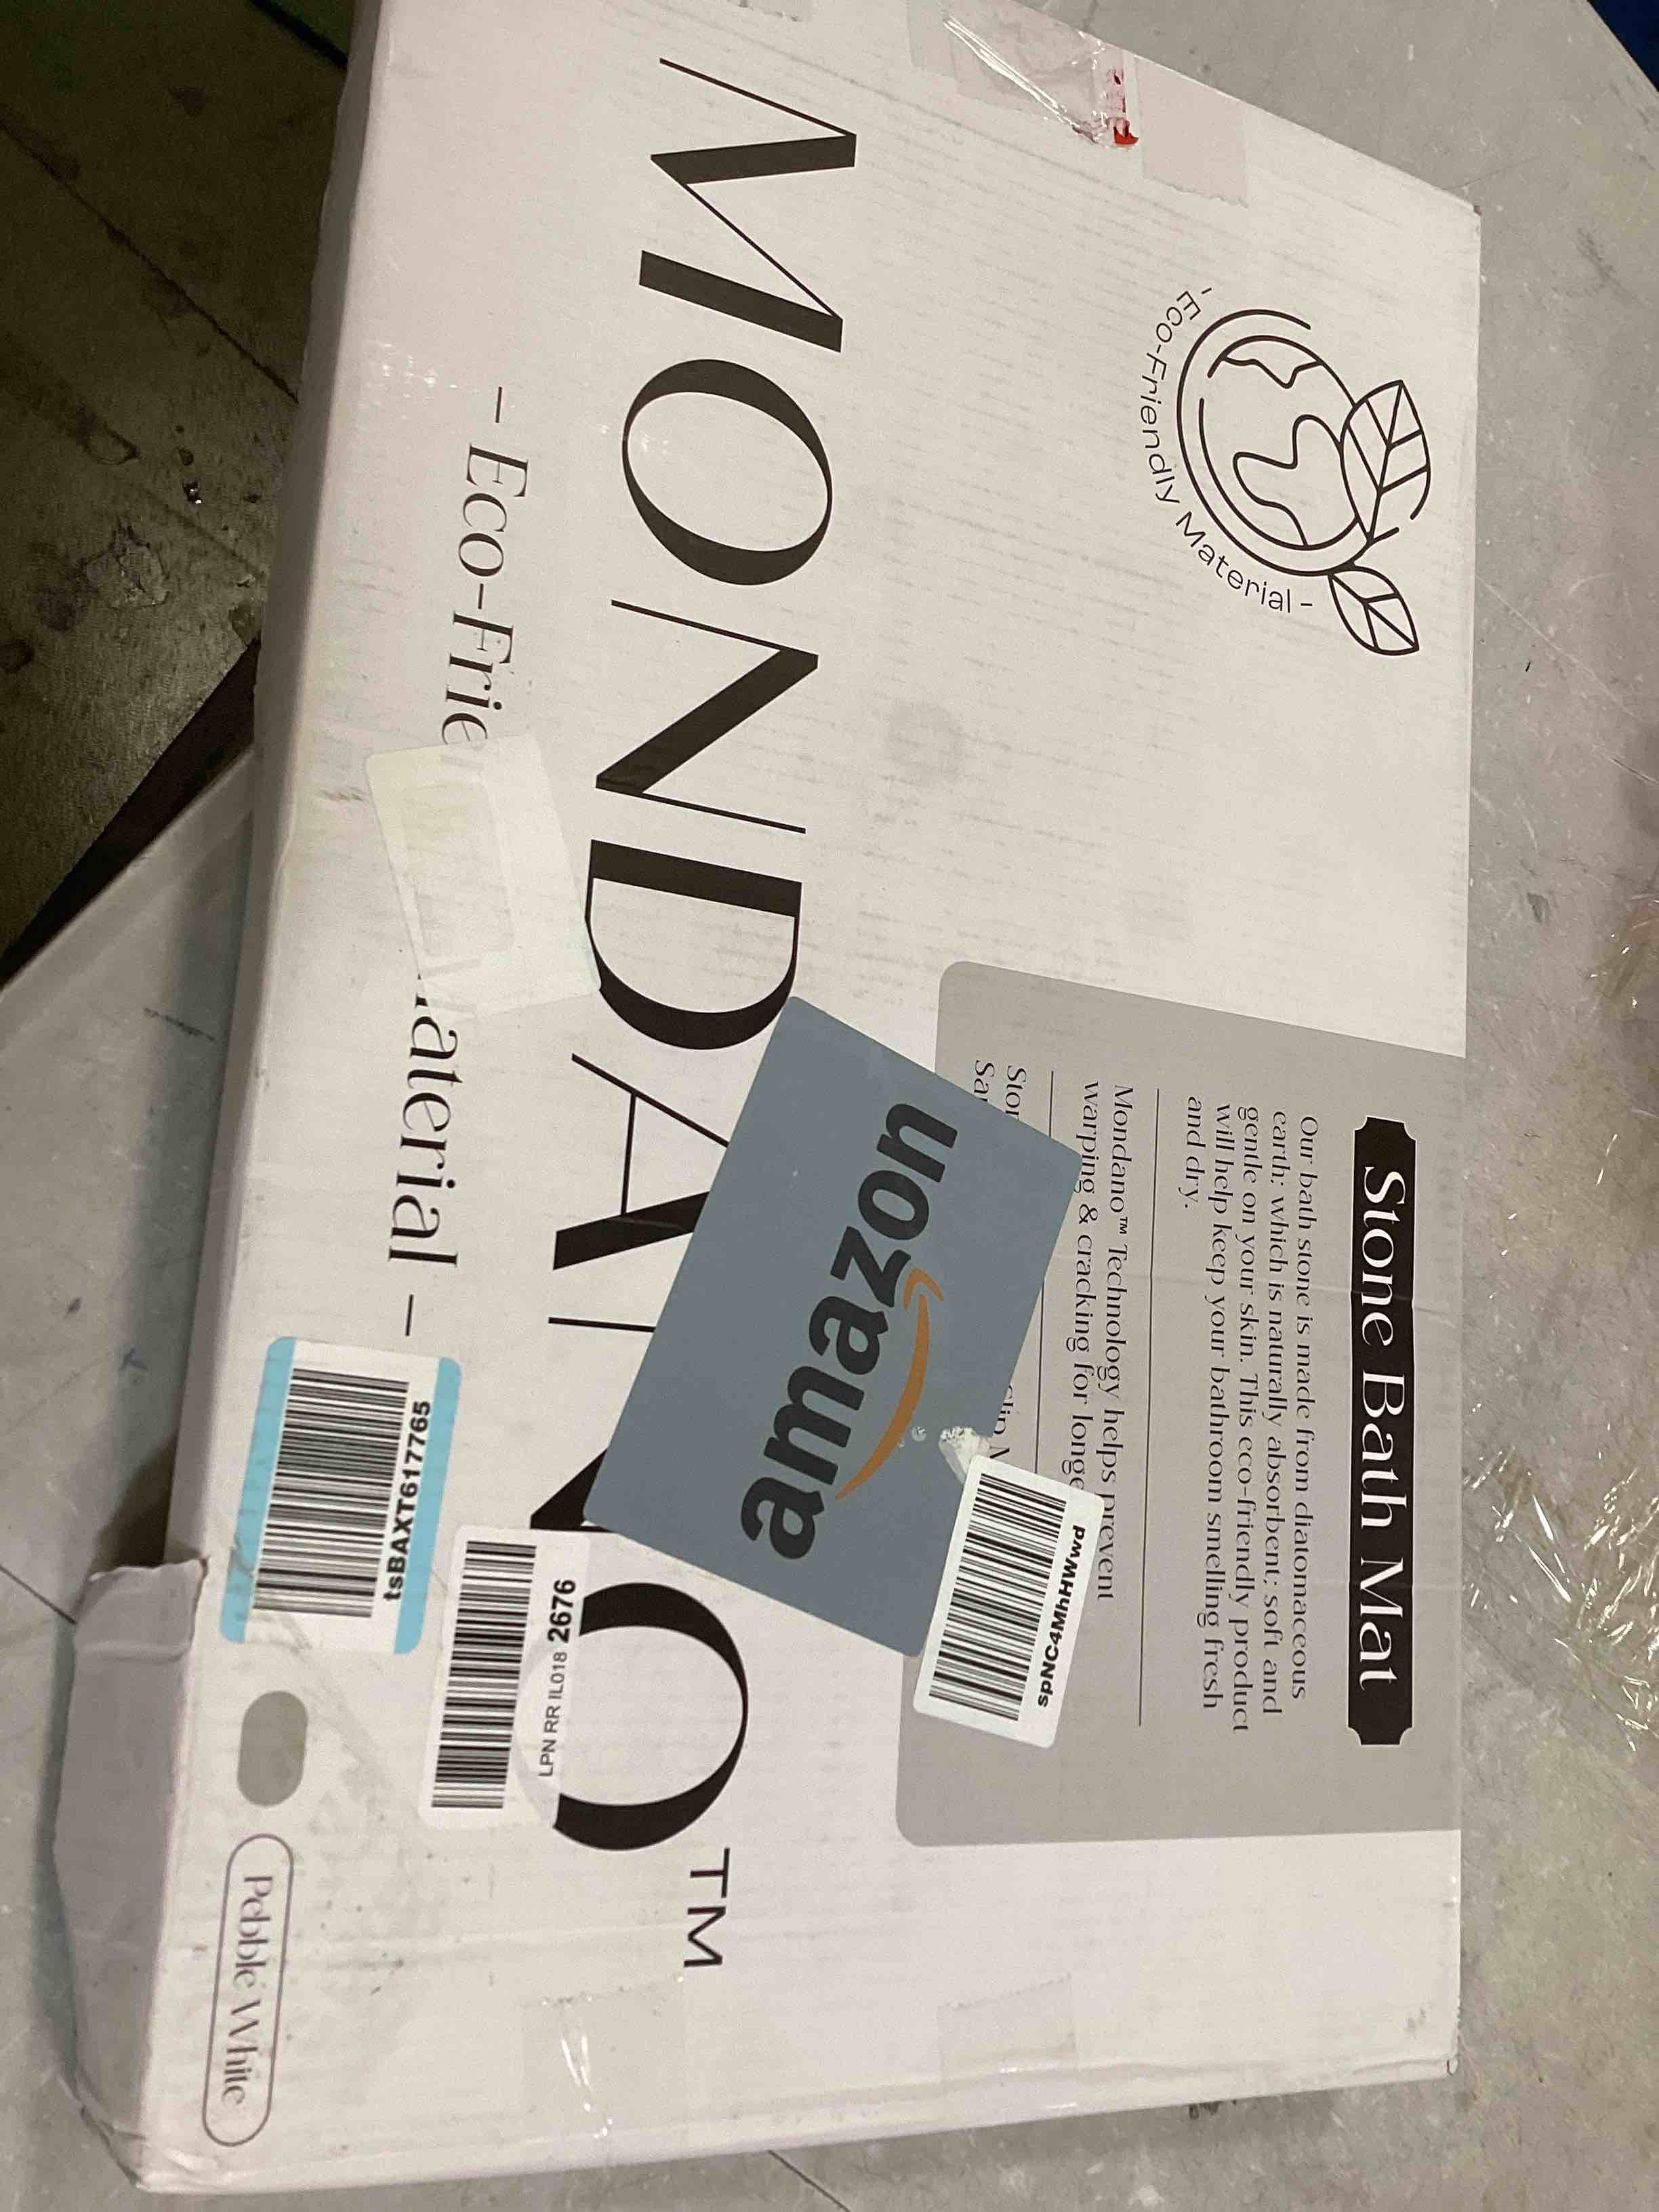 - Eco-Friendly Material -
Stone Bath Mat
Our bath stone is made from diatomaceous
earth; which is naturally absorbent; soft and
gentle on your skin. This eco-friendly product
will help keep your bathroom smelling fresh
and dry.
Mondano™ Technology helps prevent
warping & cracking for longe
spNC4MhHWwd
amazon
MONDANO™
LPN RR IL018 2676
– Eco-Frie aterial –
tsBAXT617765
Pebble White